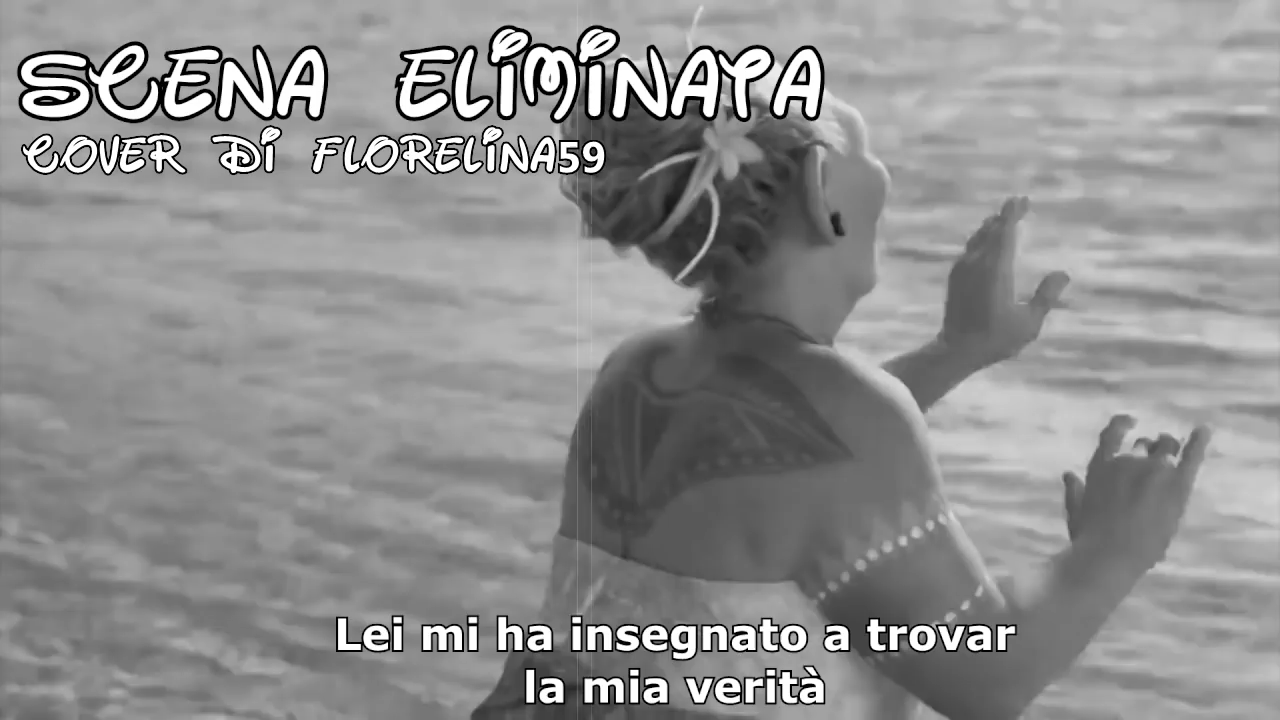 SCENA ELIMINATA
COVER DI FLORELINA59
Lei mi ha insegnato a trovar
la mia verità